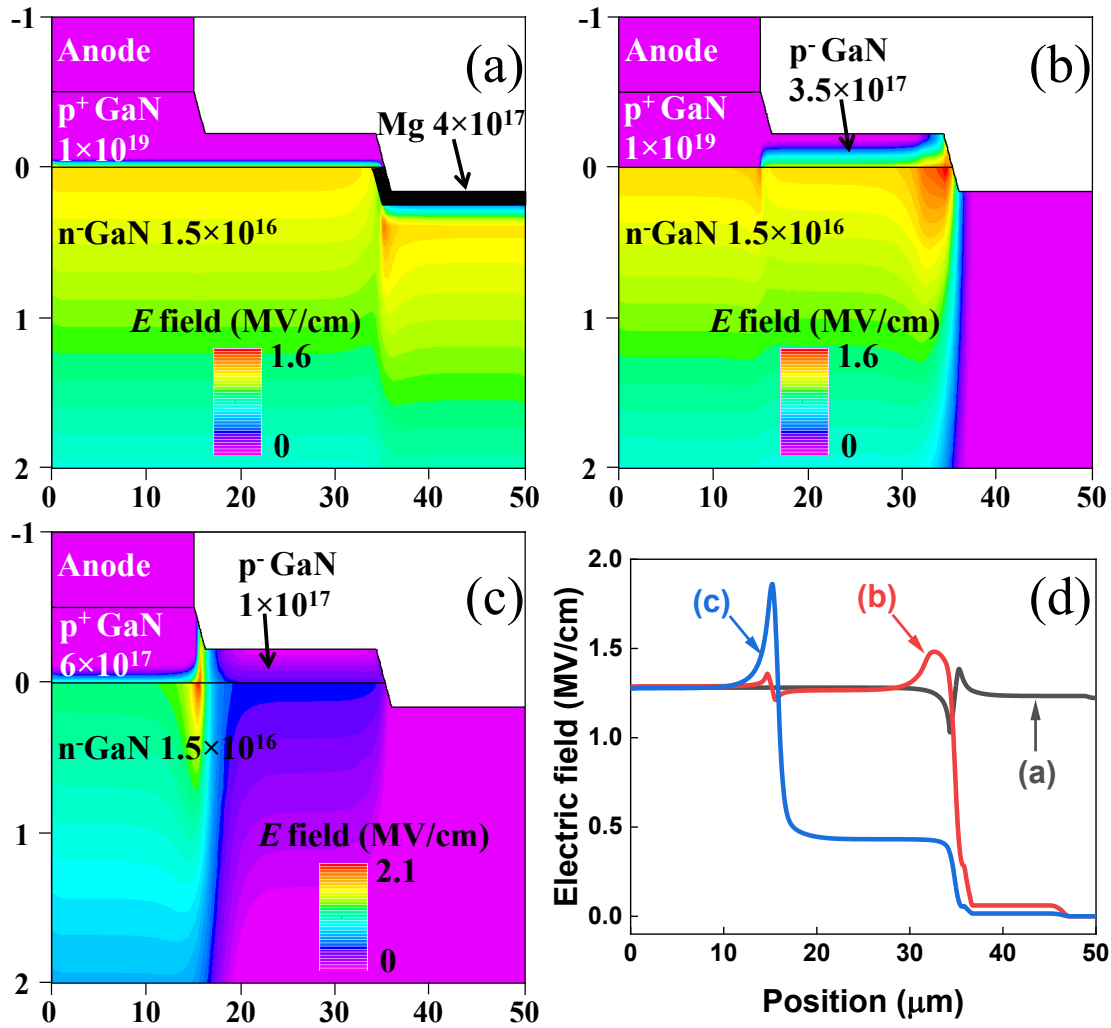 (a)
Anode
p⁺ GaN
1×10¹⁹
Mg 4×10¹⁷
n⁻GaN 1.5×10¹⁶
E field (MV/cm)
1.6
0
-1
0
1
2
0 10 20 30 40 50
(b)
Anode
p⁻ GaN
3.5×10¹⁷
p⁺ GaN
1×10¹⁹
n⁻GaN 1.5×10¹⁶
E field (MV/cm)
1.6
0
-1
0
1
2
0 10 20 30 40 50
(c)
Anode
p⁻ GaN
1×10¹⁷
p⁺ GaN
6×10¹⁷
n⁻GaN 1.5×10¹⁶
E field (MV/cm)
2.1
0
-1
0
1
2
0 10 20 30 40 50
(d)
(c)
(b)
(a)
Electric field (MV/cm)
2.0
1.5
1.0
0.5
0.0
0 10 20 30 40 50
Position (μm)